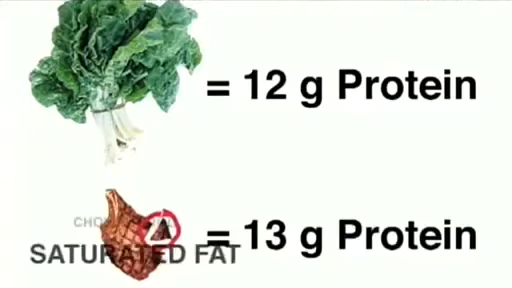 = 12 g Protein
= 13 g Protein
SATURATED FAT